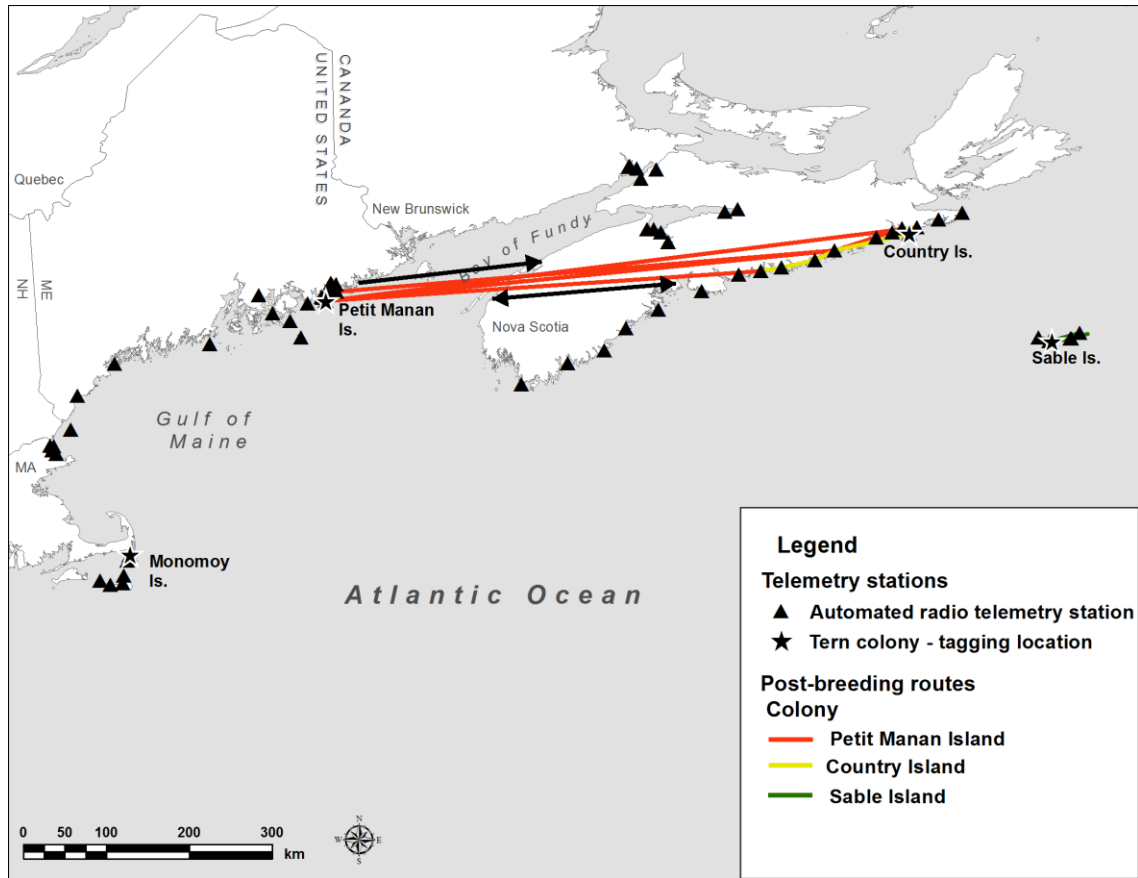 CANANDA
UNITED STATES
Quebec
New Brunswick
Bay of Fundy
NH
ME
Country Is.
Petit Manan
Is.
Nova Scotia
Sable Is.
Gulf of
Maine
MA
Monomoy
Is.
Atlantic Ocean
Legend
Telemetry stations
Automated radio telemetry station
Tern colony - tagging location
Post-breeding routes
Colony
Petit Manan Island
Country Island
Sable Island
0 50 100 200 300
km
N
W E
S